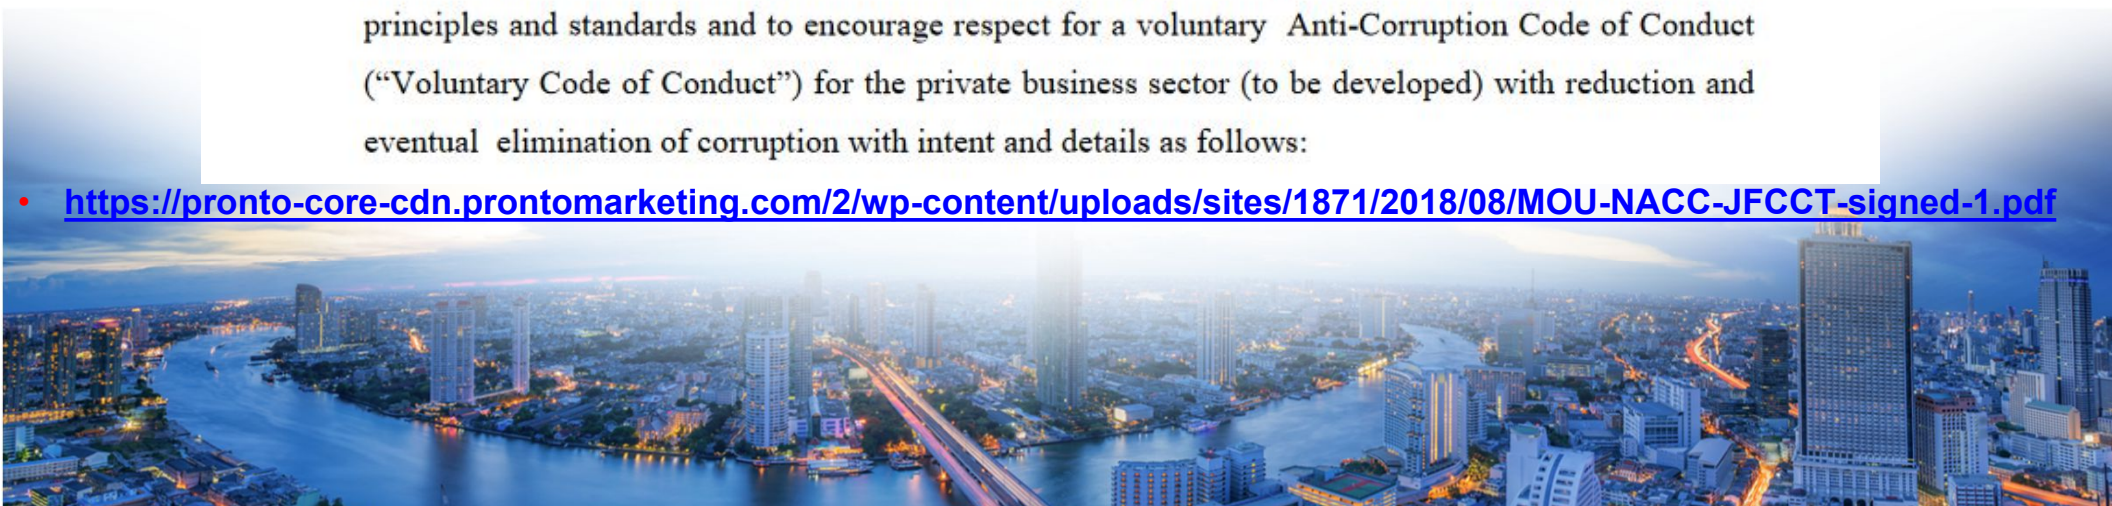 principles and standards and to encourage respect for a voluntary Anti-Corruption Code of Conduct
(“Voluntary Code of Conduct”) for the private business sector (to be developed) with reduction and
eventual elimination of corruption with intent and details as follows:
• https://pronto-core-cdn.prontomarketing.com/2/wp-content/uploads/sites/1871/2018/08/MOU-NACC-JFCCT-signed-1.pdf